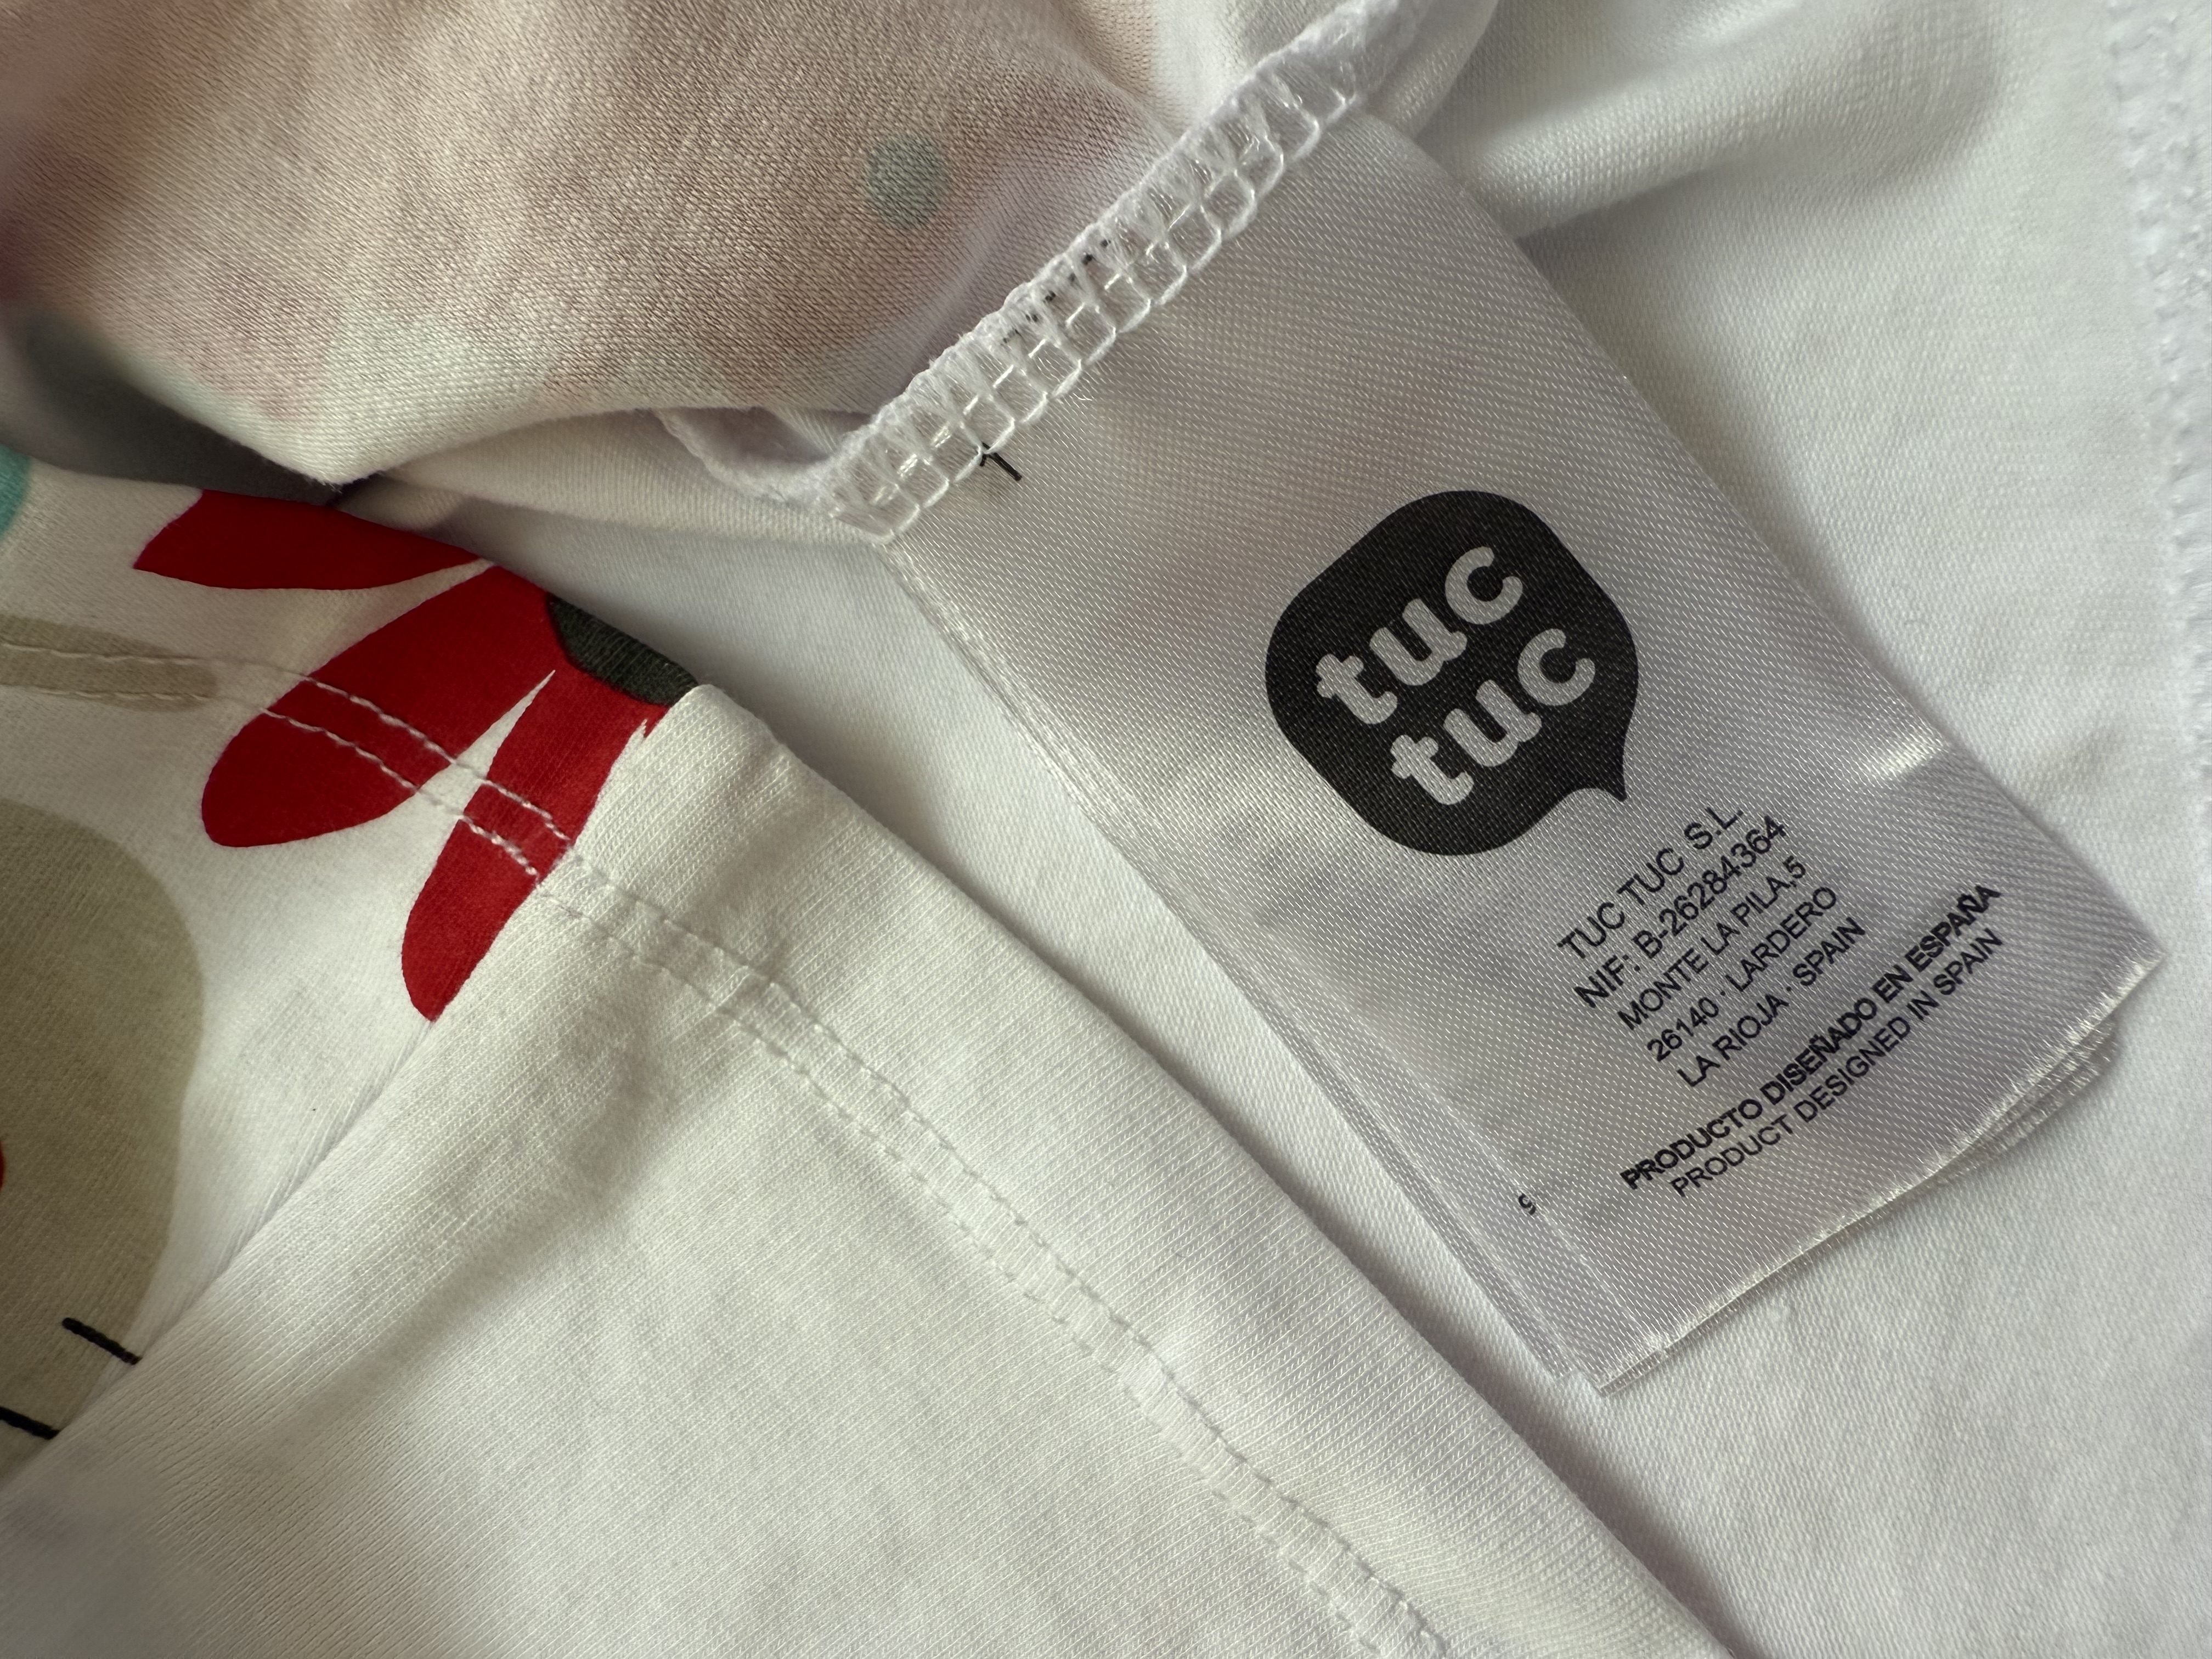 tuc
tuc
TUC TUC S.L.
NIF: B-26284364
MONTE LA PILA,5
26140 · LARDERO
LA RIOJA · SPAIN
PRODUCTO DISEÑADO EN ESPAÑA
PRODUCT DESIGNED IN SPAIN